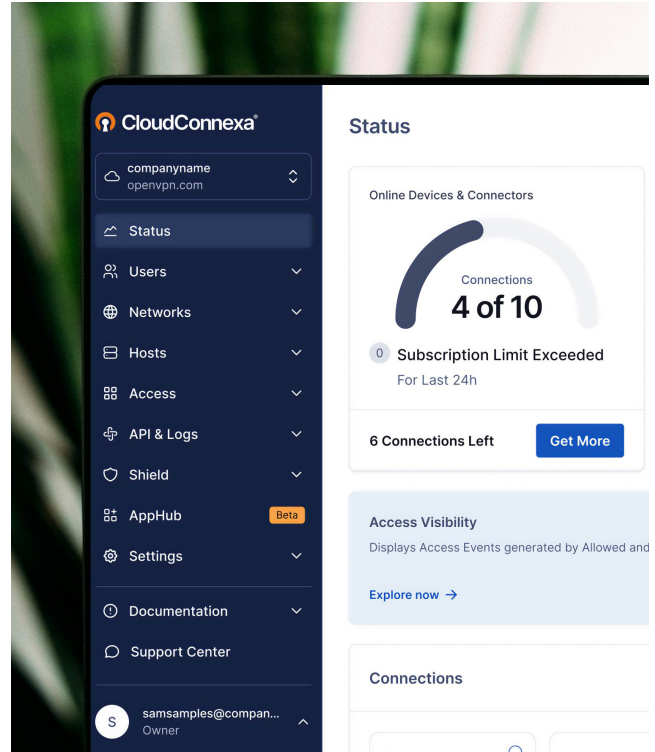 CloudConnexa®
companyname
openvpn.com
Status
Users
Networks
Hosts
Access
API & Logs
Shield
AppHub
Beta
Settings
Documentation
Support Center
S
samsamples@compan...
Owner
Status
Online Devices & Connectors
Connections
4 of 10
0 Subscription Limit Exceeded
For Last 24h
6 Connections Left
Get More
Access Visibility
Displays Access Events generated by Allowed and
Explore now →
Connections